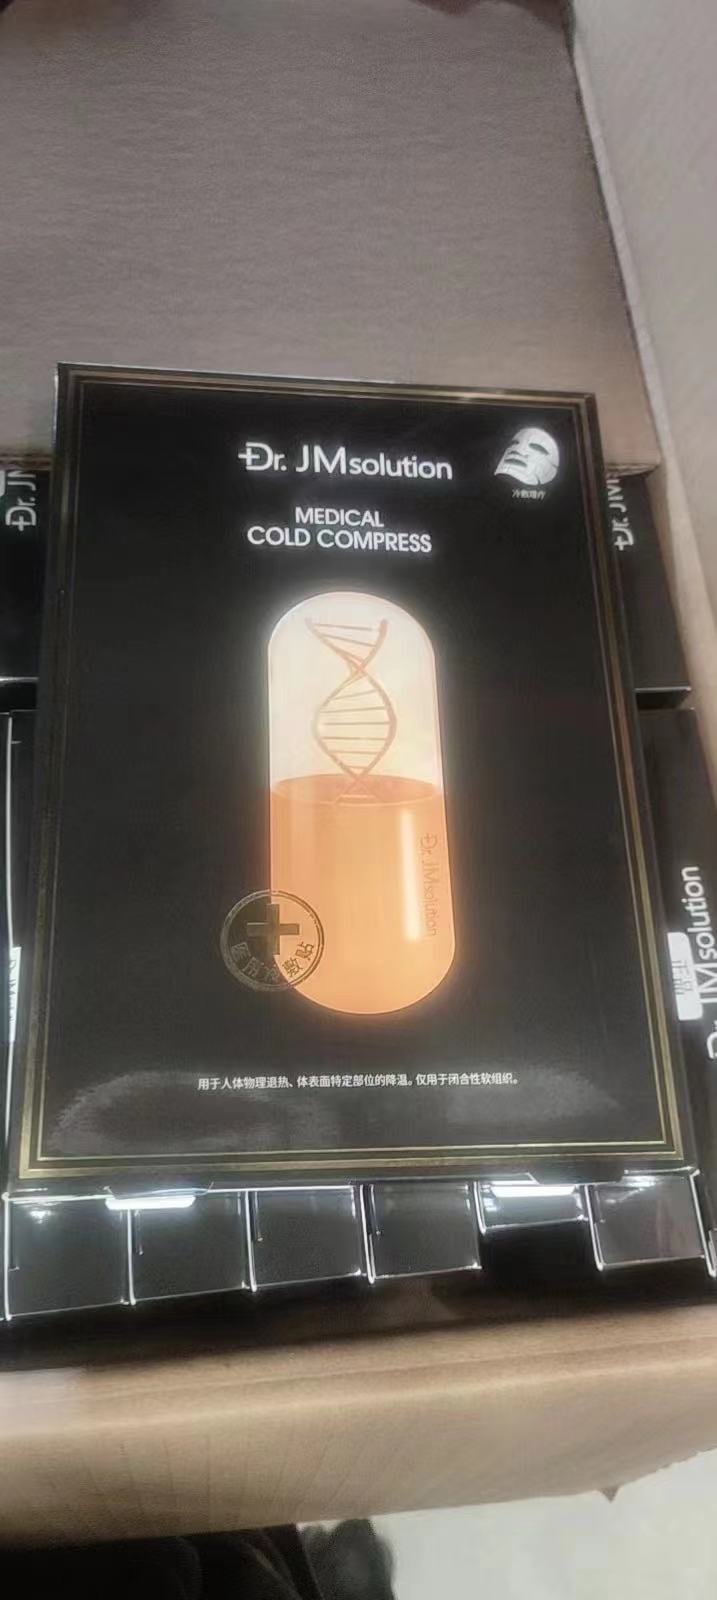 Dr. JMsolution
冷敷理疗
MEDICAL
COLD COMPRESS
Dr. JMsolution
医用冷敷贴
用于人体物理退热、体表面特定部位的降温。仅用于闭合性软组织。
Dr. JM
Dr. JM
Dr. JMsolution